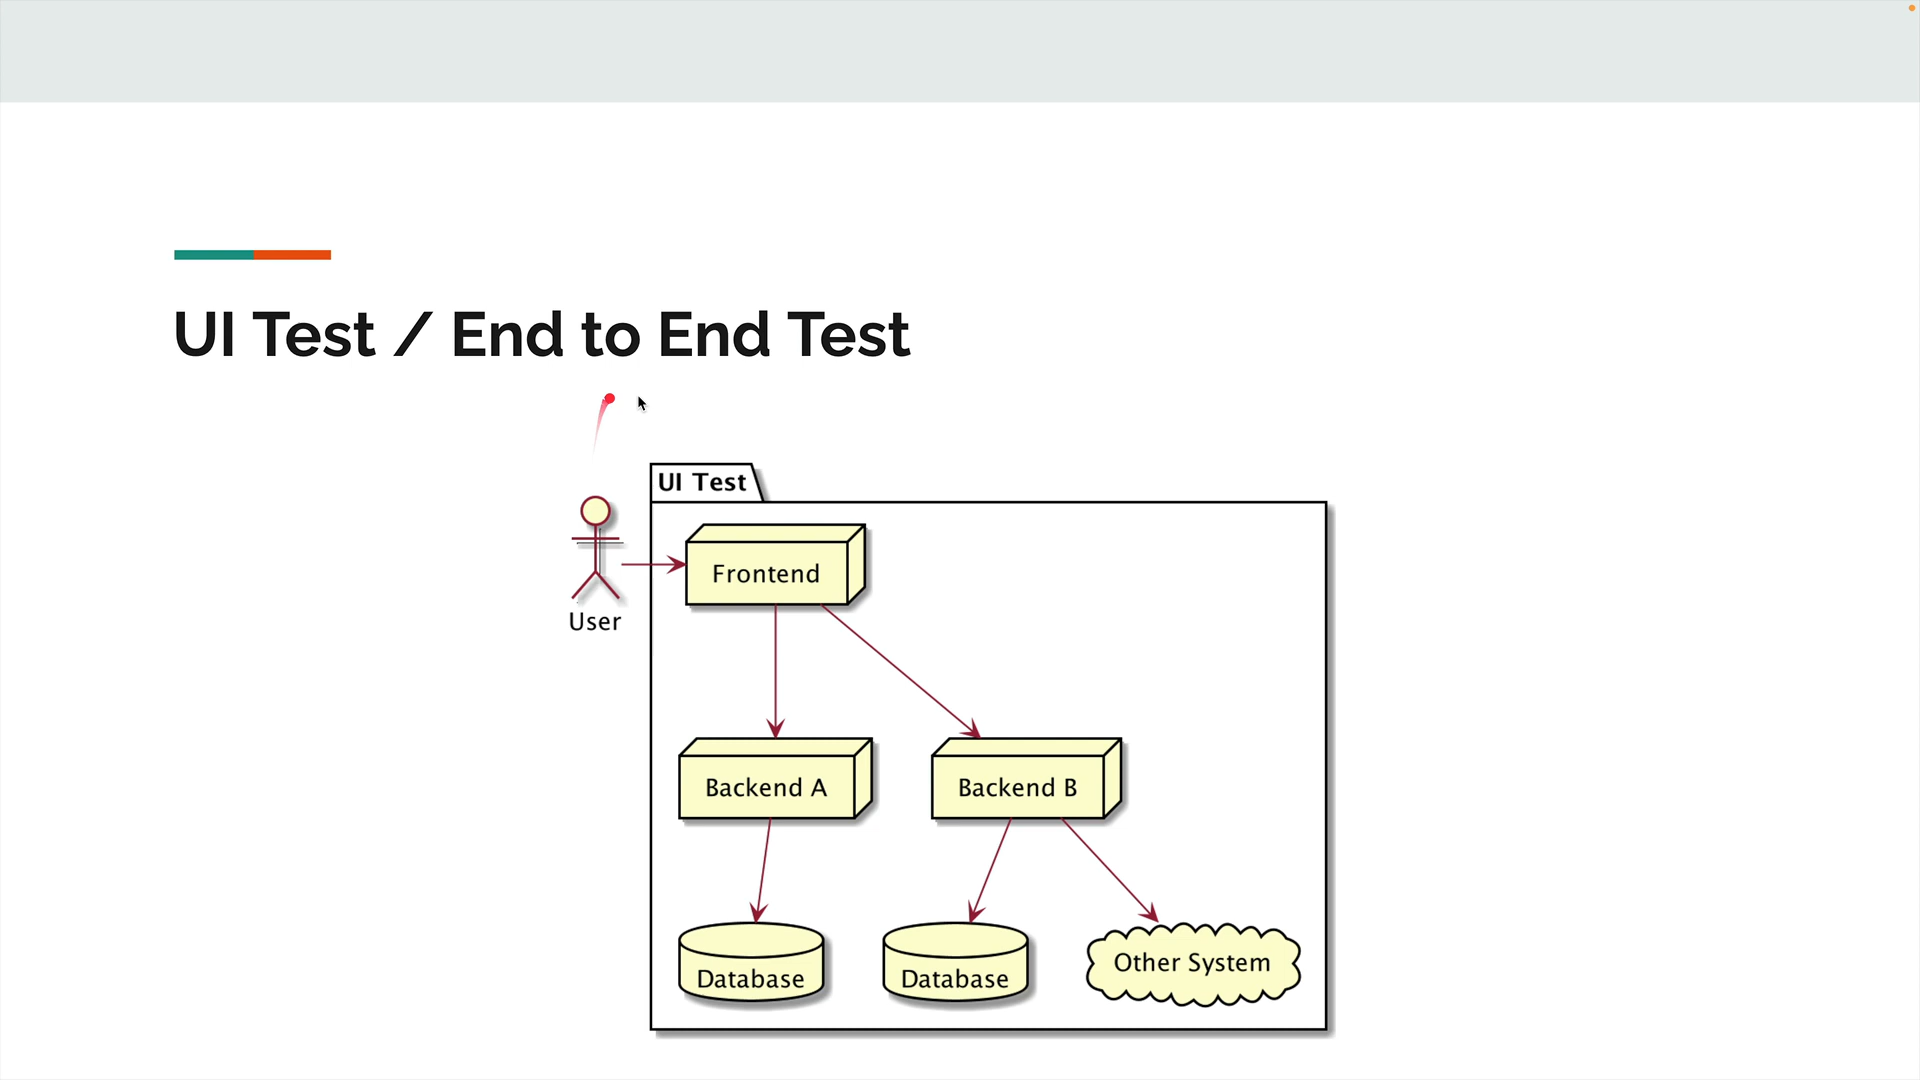 UI Test / End to End Test
UI Test
Frontend
User
Backend A
Backend B
Database
Database
Other System